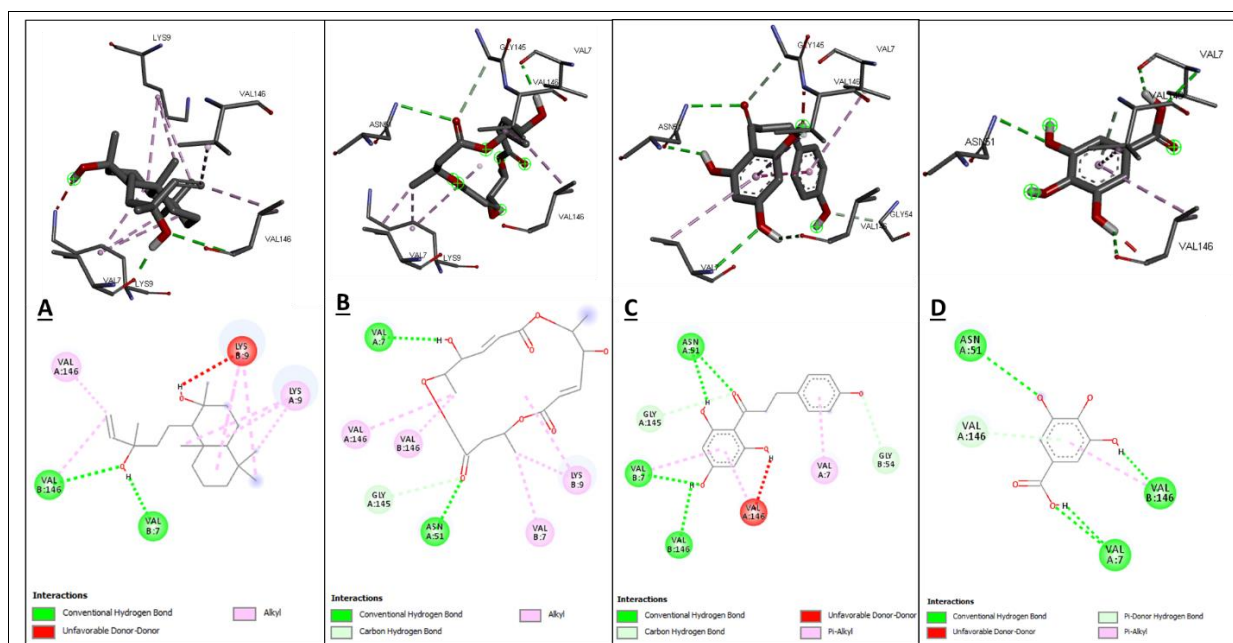 LYS9
VAL146
VAL146
VAL7
LYS9
A
VAL
A:146
LYS
B:9
LYS
A:9
VAL
B:146
VAL
B:7
Interactions
Conventional Hydrogen Bond
Alkyl
Unfavorable Donor-Donor
GLY145
VAL7
VAL146
ASN51
VAL146
VAL7
LYS9
B
VAL
A:7
VAL
A:146
VAL
B:146
LYS
B:9
GLY
A:145
ASN
A:51
VAL
B:7
Interactions
Conventional Hydrogen Bond
Alkyl
Carbon Hydrogen Bond
GLY145
VAL7
VAL146
GLY54
VAL146
VAL7
C
ASN
A:51
GLY
A:145
VAL
B:7
VAL
A:7
GLY
B:54
VAL
A:146
VAL
B:146
Interactions
Conventional Hydrogen Bond
Unfavorable Donor-Donor
Carbon Hydrogen Bond
Pi-Alkyl
VAL7
ASN51
VAL146
D
ASN
A:51
VAL
A:146
VAL
B:146
VAL
A:7
Interactions
Conventional Hydrogen Bond
Pi-Donor Hydrogen Bond
Unfavorable Donor-Donor
Pi-Alkyl